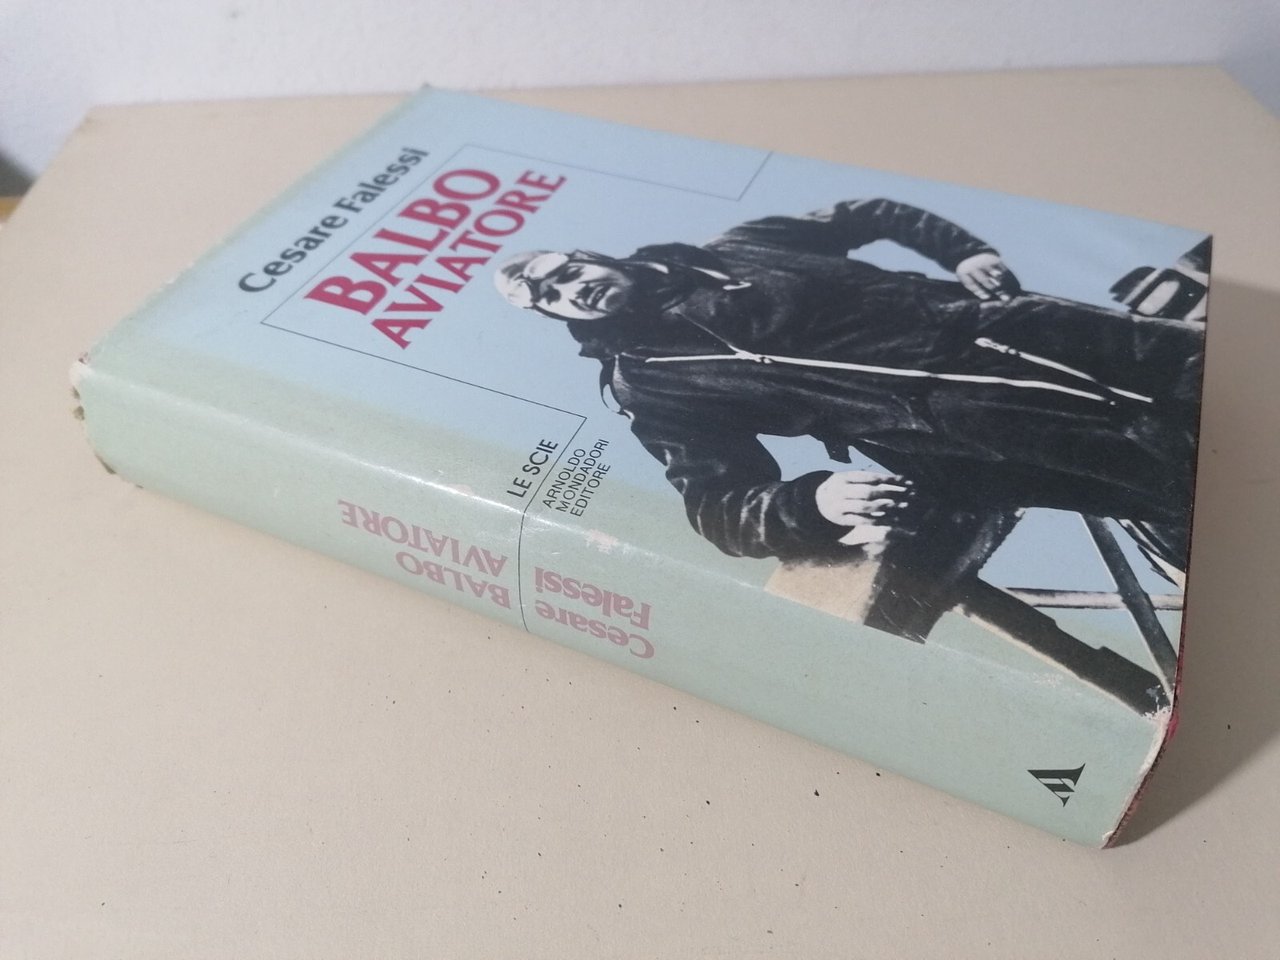 Cesare Falessi
BALBO
AVIATORE
LE SCIE
ARNOLDO
MONDADORI
EDITORE
Cesare
Falessi
BALBO
AVIATORE